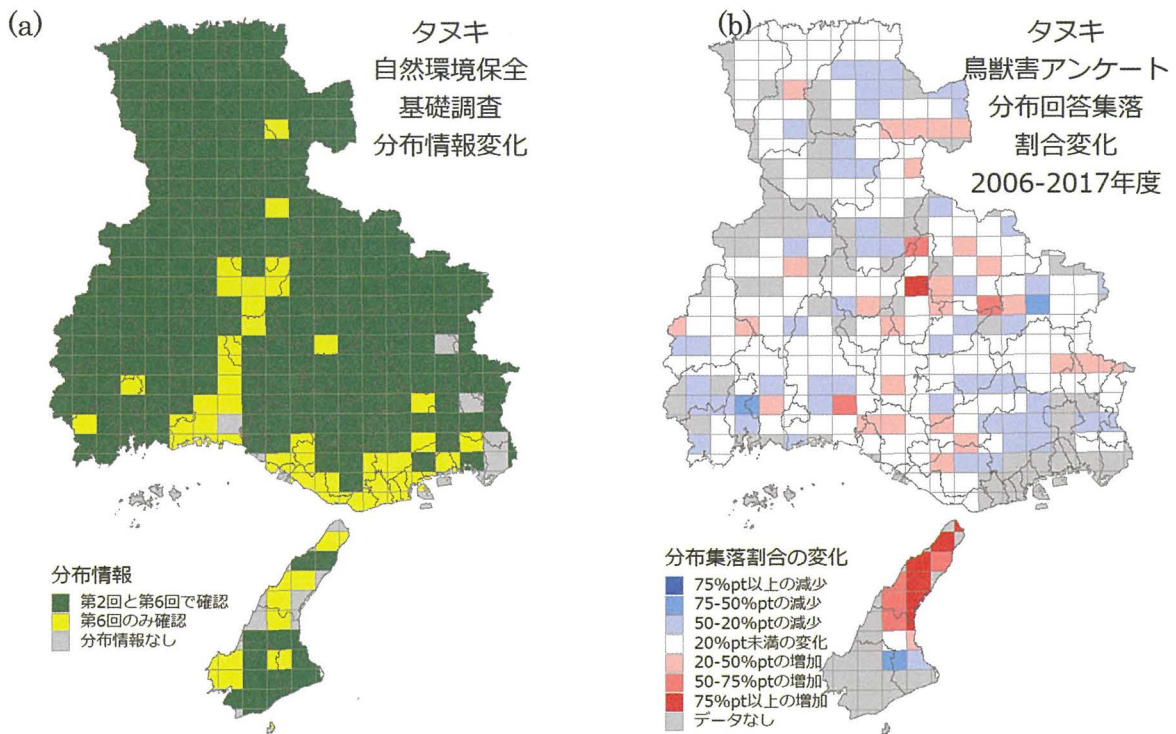 (a)
タヌキ
自然環境保全
基礎調査
分布情報変化
分布情報
第2回と第6回で確認
第6回のみ確認
分布情報なし
(b)
タヌキ
鳥獣害アンケート
分布回答集落
割合変化
2006-2017年度
分布集落割合の変化
75%pt以上の減少
75-50%ptの減少
50-20%ptの減少
20%pt未満の変化
20-50%ptの増加
50-75%ptの増加
75%pt以上の増加
データなし